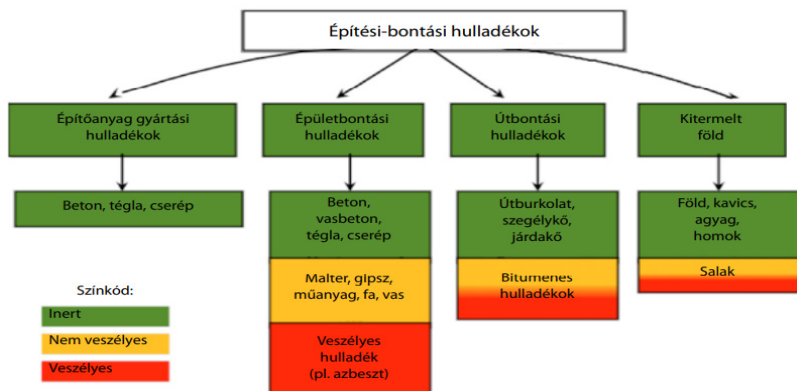 Építési-bontási hulladékok
Építőanyag gyártási
hulladékok
Épületbontási
hulladékok
Útbontási
hulladékok
Kitermelt
föld
Beton, tégla, cserép
Beton,
vasbeton,
tégla, cserép
Malter, gipsz,
műanyag, fa, vas
Veszélyes
hulladék
(pl. azbeszt)
Útburkolat,
szegélykő,
járdakő
Bitumenes
hulladékok
Föld, kavics,
agyag,
homok
Salak
Színkód:
Inert
Nem veszélyes
Veszélyes